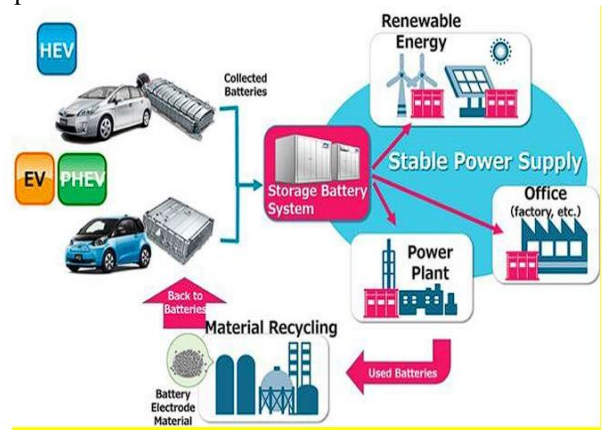 HEV
Collected
Batteries
EV
PHEV
Renewable
Energy
Storage Battery
System
Stable Power Supply
Office
(factory, etc.)
Power
Plant
Back to
Batteries
Material Recycling
Used Batteries
Battery
Electrode
Material